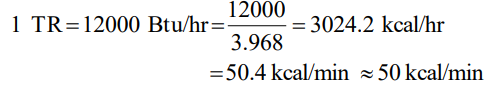 1 TR = 12000 Btu/hr = 12000/3.968 = 3024.2 kcal/hr
= 50.4 kcal/min ≈ 50 kcal/min